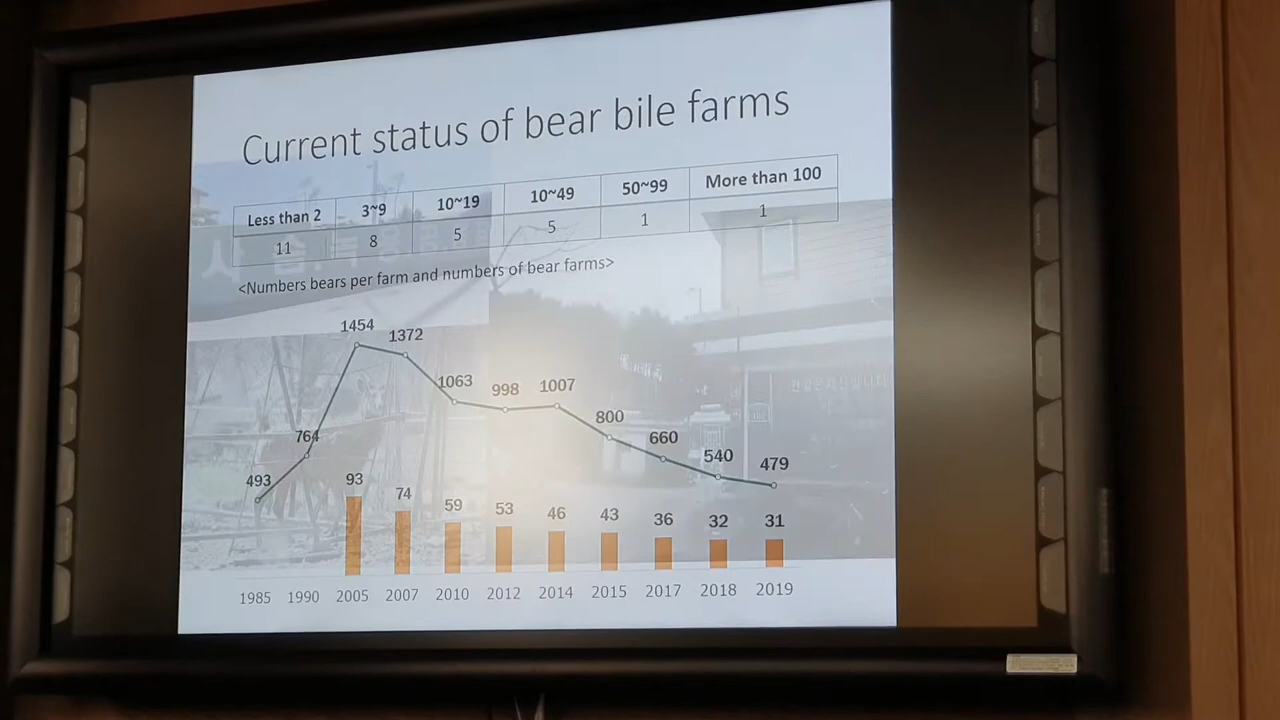 Current status of bear bile farms
Less than 2 3~9 10~19 10~49 50~99 More than 100
11 8 5 5 1 1
<Numbers bears per farm and numbers of bear farms>
1454
1372
1063 998 1007
764
800
660
540
479
493
93
74
59 53 46 43 36 32 31
1985 1990 2005 2007 2010 2012 2014 2015 2017 2018 2019